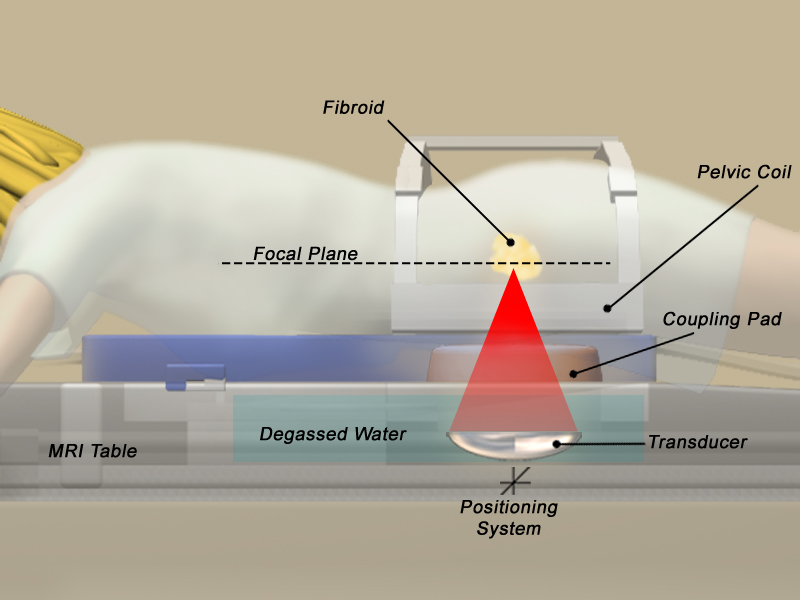 Fibroid
Pelvic Coil
Focal Plane
Coupling Pad
Degassed Water
Transducer
MRI Table
Positioning
System